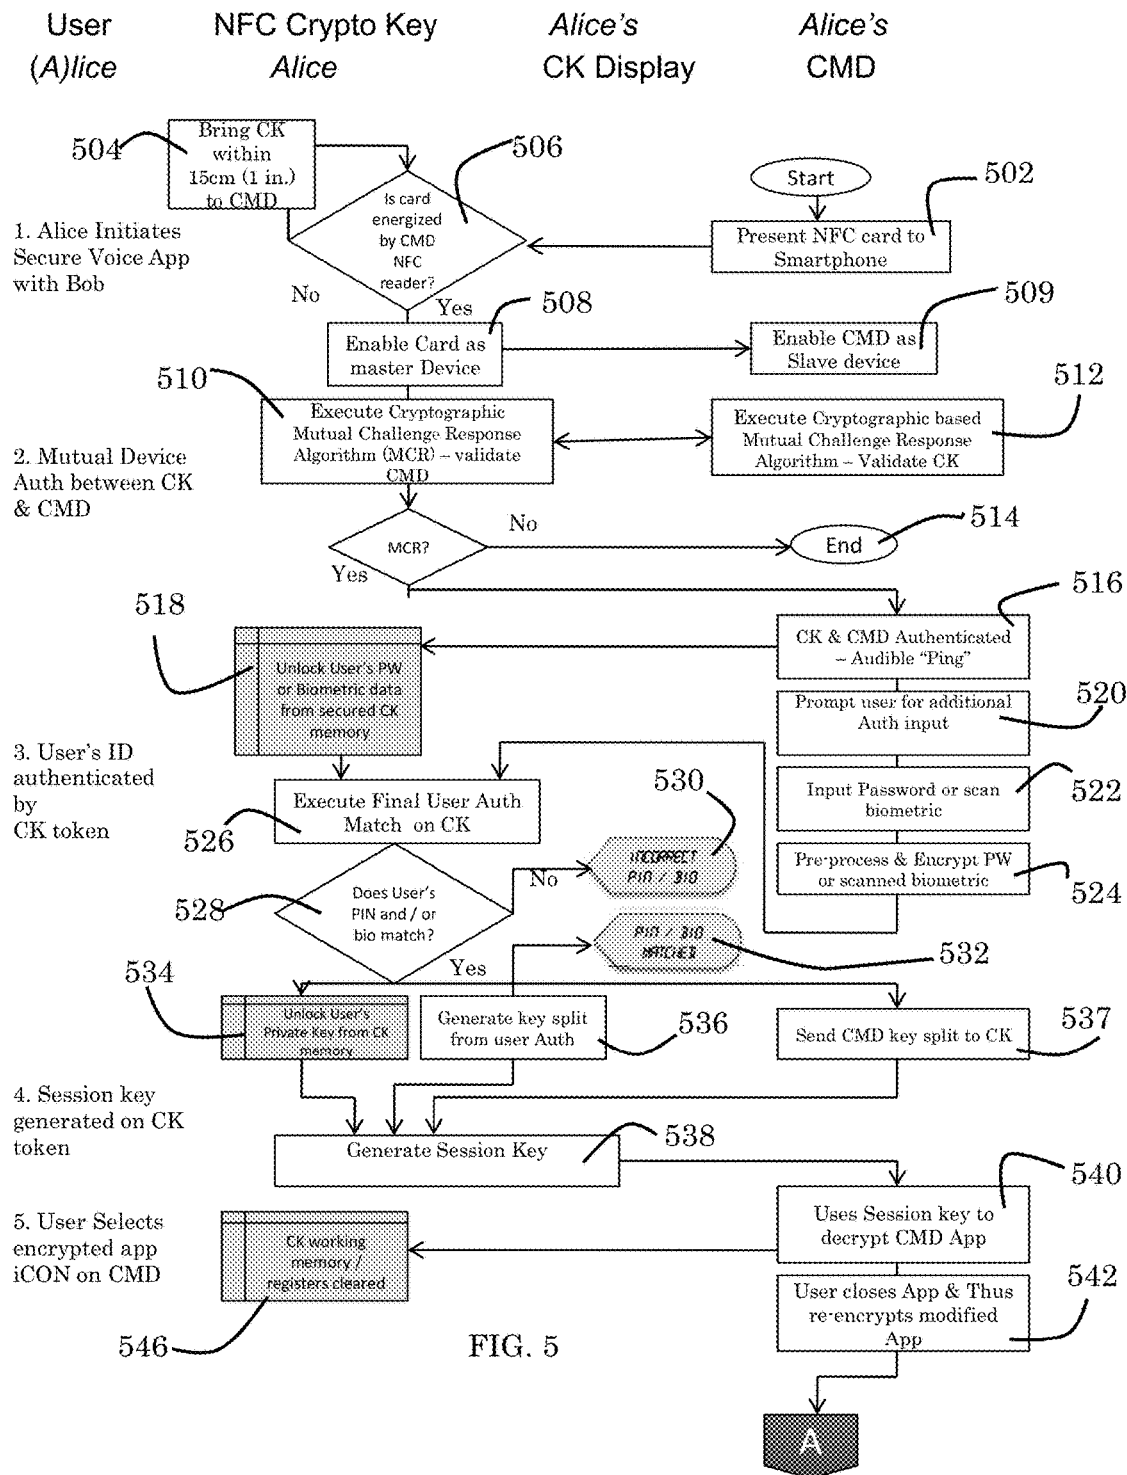 User
(A)lice
NFC Crypto Key
Alice
Alice's
CK Display
Alice's
CMD
504
Bring CK
within
15cm (1 in.)
to CMD
506
Is card
energized
by CMD
NFC
reader?
Start
502
Present NFC card to
Smartphone
1. Alice Initiates
Secure Voice App
with Bob
No
Yes
508
Enable Card as
master Device
509
Enable CMD as
Slave device
510
Execute Cryptographic
Mutual Challenge Response
Algorithm (MCR) – validate
CMD
512
Execute Cryptographic based
Mutual Challenge Response
Algorithm – Validate CK
2. Mutual Device
Auth between CK
& CMD
MCR?
No
Yes
End
514
516
CK & CMD Authenticated
– Audible “Ping”
518
Unlock User's PW
or Biometric data
from secured CK
memory
520
Prompt user for additional
Auth input
3. User's ID
authenticated
by
CK token
522
Input Password or scan
biometric
526
Execute Final User Auth
Match on CK
530
INCORRECT
PIN / BIO
524
Pre-process & Encrypt PW
or scanned biometric
528
Does User's
PIN and / or
bio match?
No
Yes
PIN / BIO
MATCHED
532
534
Unlock User's
Private Key from CK
memory
Generate key split
from user Auth
536
Send CMD key split to CK
537
4. Session key
generated on CK
token
Generate Session Key
538
540
Uses Session key to
decrypt CMD App
5. User Selects
encrypted app
iCON on CMD
CK working
memory /
registers cleared
546
542
User closes App & Thus
re-encrypts modified
App
FIG. 5
A